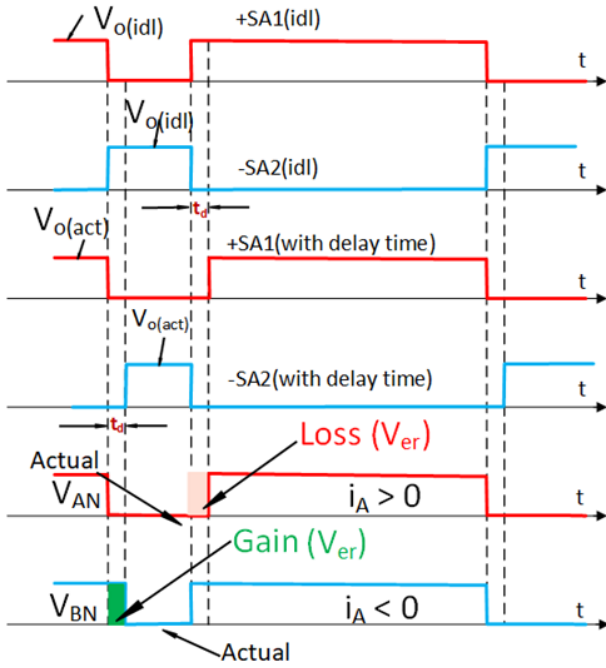 Vo(idl)
+SA1(idl)
t
Vo(idl)
-SA2(idl)
t
td
Vo(act)
+SA1(with delay time)
t
Vo(act)
-SA2(with delay time)
t
td
Loss (Ver)
Actual
VAN
iA > 0
t
Gain (Ver)
VBN
iA < 0
t
Actual